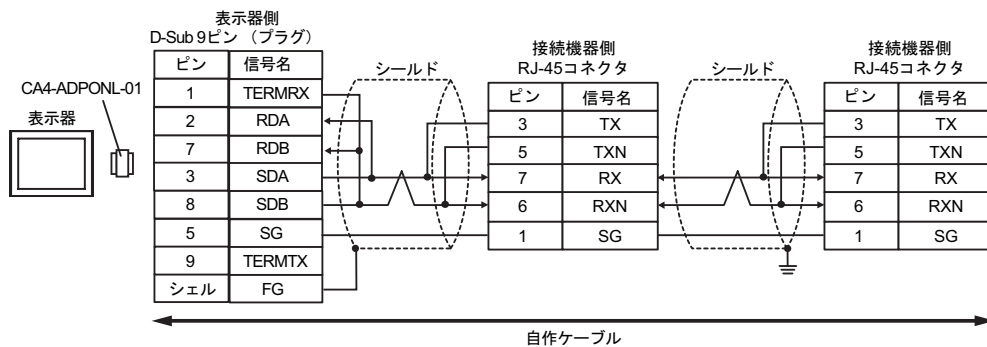 表示器側
D-Sub 9ピン （プラグ）
CA4-ADPONL-01
表示器
ピン 信号名
1 TERMRX
2 RDA
7 RDB
3 SDA
8 SDB
5 SG
9 TERMTX
シェル FG
シールド
接続機器側
RJ-45コネクタ
ピン 信号名
3 TX
5 TXN
7 RX
6 RXN
1 SG
シールド
接続機器側
RJ-45コネクタ
ピン 信号名
3 TX
5 TXN
7 RX
6 RXN
1 SG
自作ケーブル